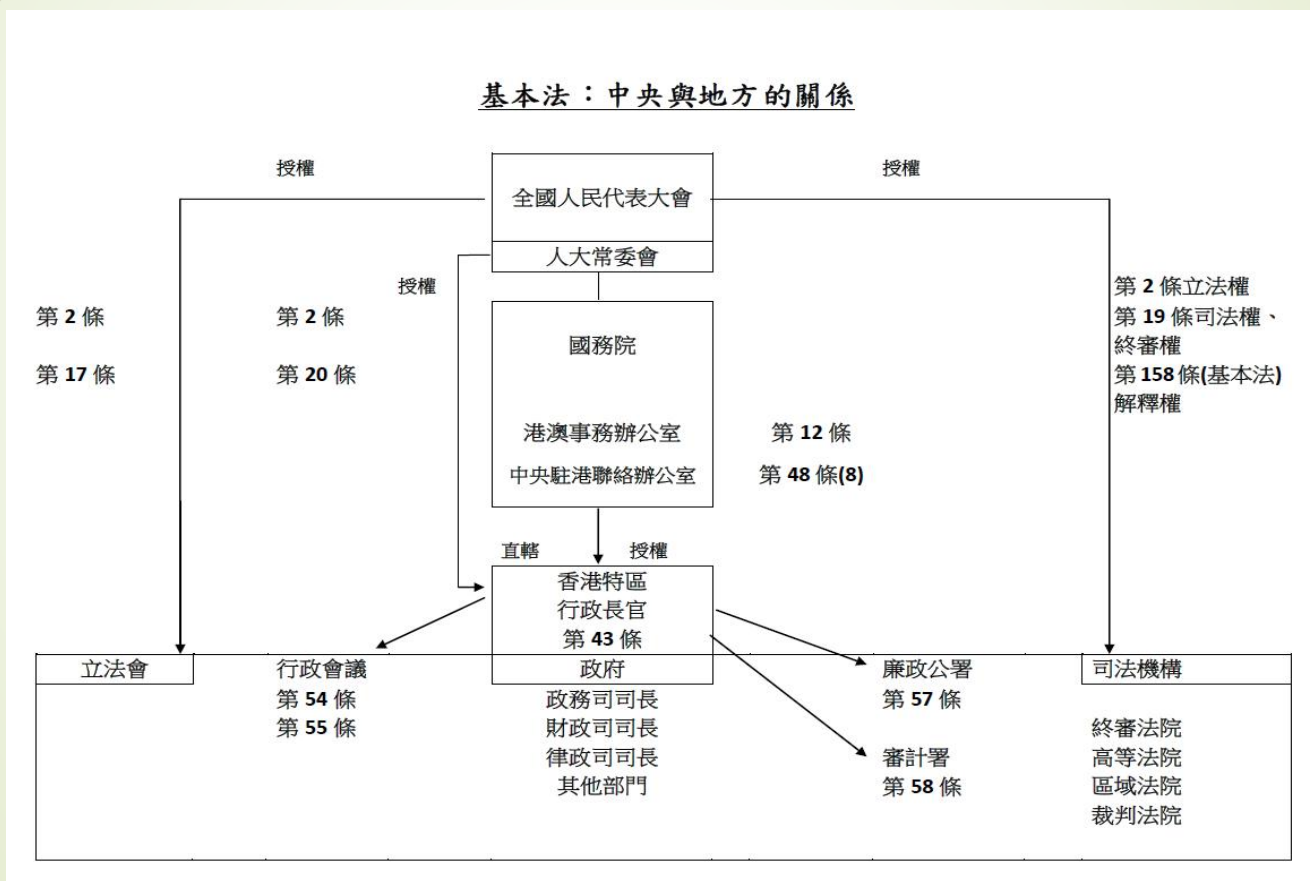 基本法：中央與地方的關係
授權
授權
全國人民代表大會
人大常委會
授權
第 2 條
第 17 條
第 2 條
第 20 條
國務院
港澳事務辦公室
中央駐港聯絡辦公室
第 12 條
第 48 條(8)
第 2 條立法權
第 19 條司法權、
終審權
第 158 條(基本法)
解釋權
直轄
授權
香港特區
行政長官
第 43 條
立法會
行政會議
第 54 條
第 55 條
政府
政務司司長
財政司司長
律政司司長
其他部門
廉政公署
第 57 條
審計署
第 58 條
司法機構
終審法院
高等法院
區域法院
裁判法院